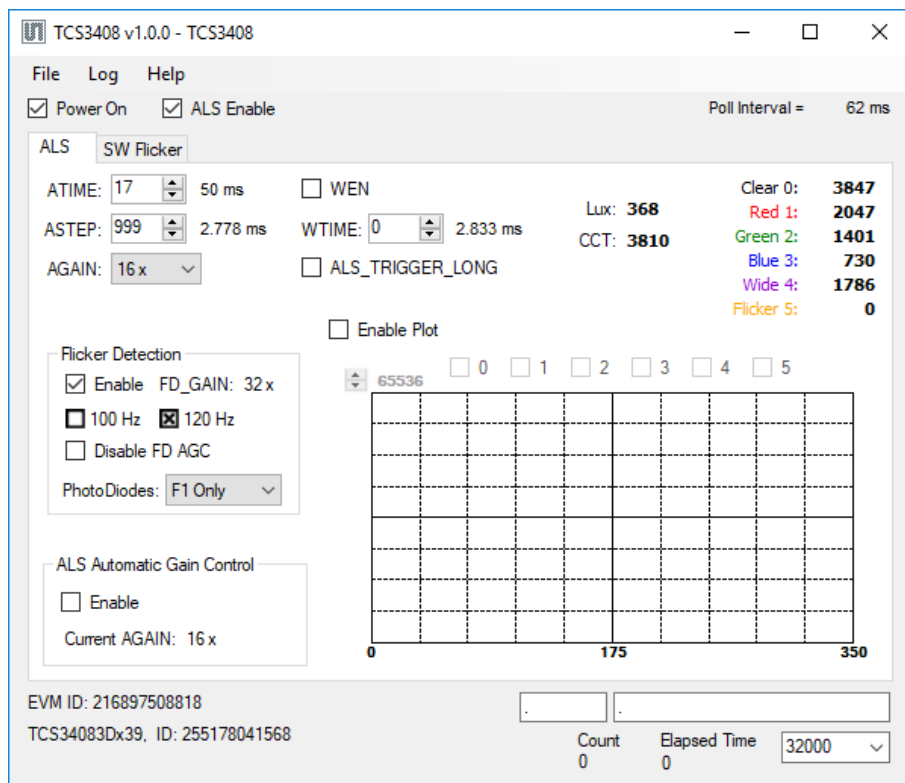 TCS3408 v1.0.0 - TCS3408
File Log Help
Power On ALS Enable Poll Interval = 62 ms
ALS SW Flicker
ATIME: 17 50 ms WEN Clear 0: 3847
Lux: 368 Red 1: 2047
ASTEP: 999 2.778 ms WTIME: 0 2.833 ms Green 2: 1401
CCT: 3810
AGAIN: 16 x ALS_TRIGGER_LONG Blue 3: 730
Wide 4: 1786
Flicker 5: 0
Enable Plot
Flicker Detection
Enable FD_GAIN: 32 x
65536 0 1 2 3 4 5
100 Hz 120 Hz
Disable FD AGC
PhotoDiodes: F1 Only
ALS Automatic Gain Control
Enable
Current AGAIN: 16 x
0 175 350
EVM ID: 216897508818 . .
TCS34083Dx39, ID: 255178041568
Count Elapsed Time 32000
0 0